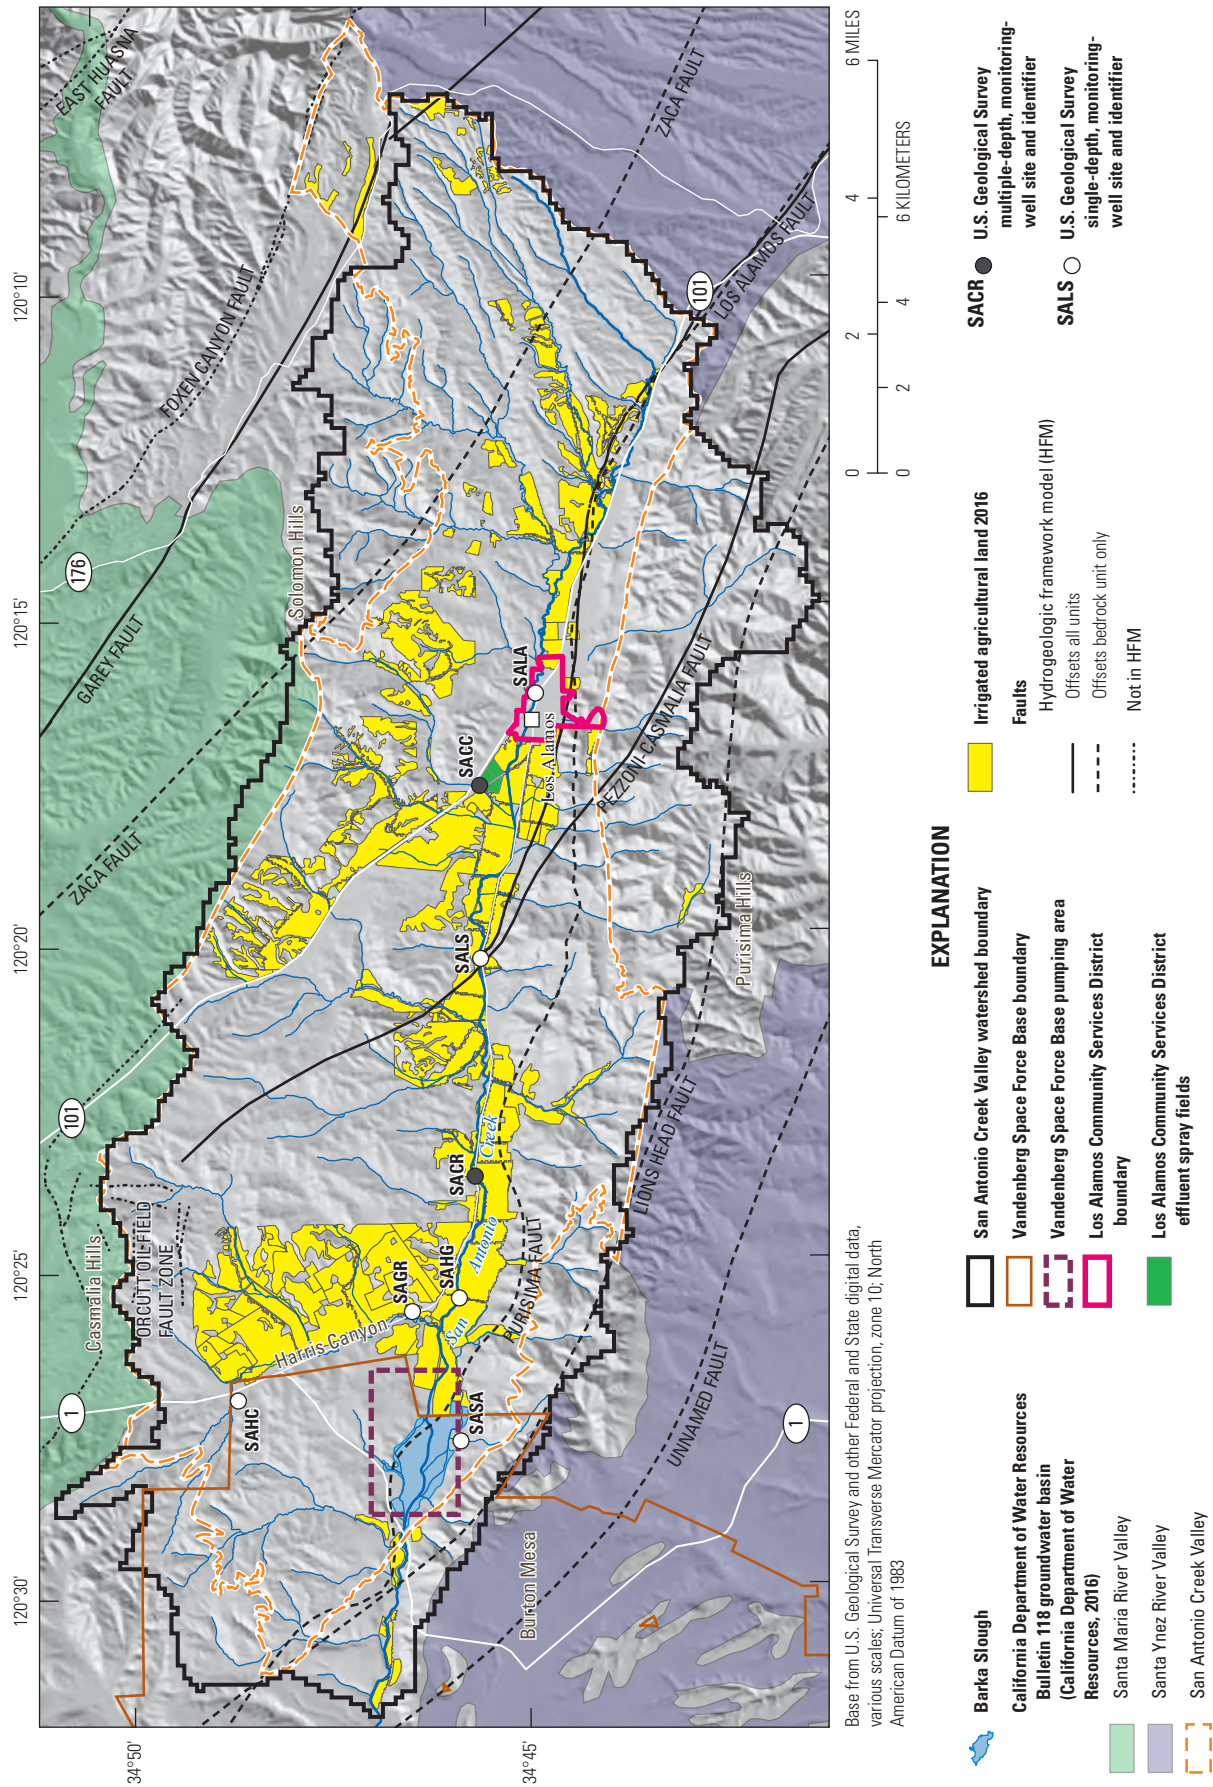 120°30'
120°25'
120°20'
120°15'
120°10'
34°50'
34°45'
1
101
176
EAST HUASNA
FAULT
FOXEN CANYON FAULT
GAREY FAULT
ZACA FAULT
Casmalia Hills
ORCUTT OIL FIELD
FAULT ZONE
Solomon Hills
ZACA FAULT
SAHC
Harris Canyon
SAGR
SAHG
SACR
SALS
SACC
SALA
Los Alamos
SASA
San
Antonio
Creek
PURISIMA FAULT
PEZZONI-CASMALIA FAULT
LOS ALAMOS FAULT
101
LIONS HEAD FAULT
Purisima Hills
UNNAMED FAULT
Burton Mesa
1
Base from U.S. Geological Survey and other Federal and State digital data,
various scales; Universal Transverse Mercator projection, zone 10; North
American Datum of 1983
0 2 4 6 MILES
0 2 4 6 KILOMETERS
EXPLANATION
Barka Slough
California Department of Water Resources
Bulletin 118 groundwater basin
(California Department of Water
Resources, 2016)
Santa Maria River Valley
Santa Ynez River Valley
San Antonio Creek Valley
San Antonio Creek Valley watershed boundary
Vandenberg Space Force Base boundary
Vandenberg Space Force Base pumping area
Los Alamos Community Services District
boundary
Los Alamos Community Services District
effluent spray fields
Irrigated agricultural land 2016
Faults
Hydrogeologic framework model (HFM)
Offsets all units
Offsets bedrock unit only
Not in HFM
SACR U.S. Geological Survey
multiple-depth, monitoring-
well site and identifier
SALS U.S. Geological Survey
single-depth, monitoring-
well site and identifier